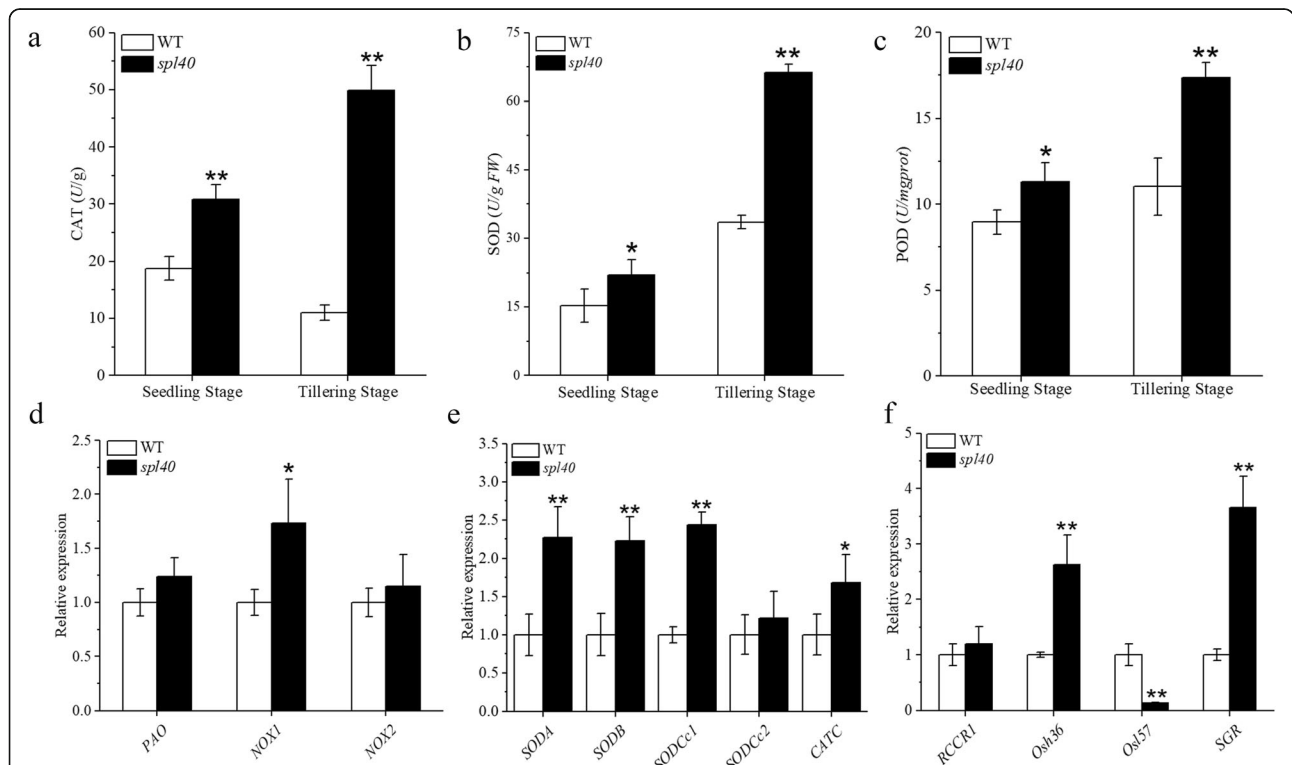 a
WT
spl40
CAT (U/g)
60
50
40
30
20
10
0
**
**
Seedling Stage
Tillering Stage
b
WT
spl40
SOD (U/g FW)
75
60
45
30
15
0
*
**
Seedling Stage
Tillering Stage
c
WT
spl40
POD (U/mgprot)
20
15
10
5
0
*
**
Seedling Stage
Tillering Stage
d
WT
spl40
Relative expression
2.5
2.0
1.5
1.0
0.5
0.0
*
PAO
NOX1
NOX2
e
WT
spl40
Relative expression
3.5
3.0
2.5
2.0
1.5
1.0
0.5
0.0
**
**
**
*
SODA
SODB
SODCc1
SODCc2
CATC
f
WT
spl40
Relative expression
5
4
3
2
1
0
**
**
**
RCCR1
Osh36
Osl57
SGR